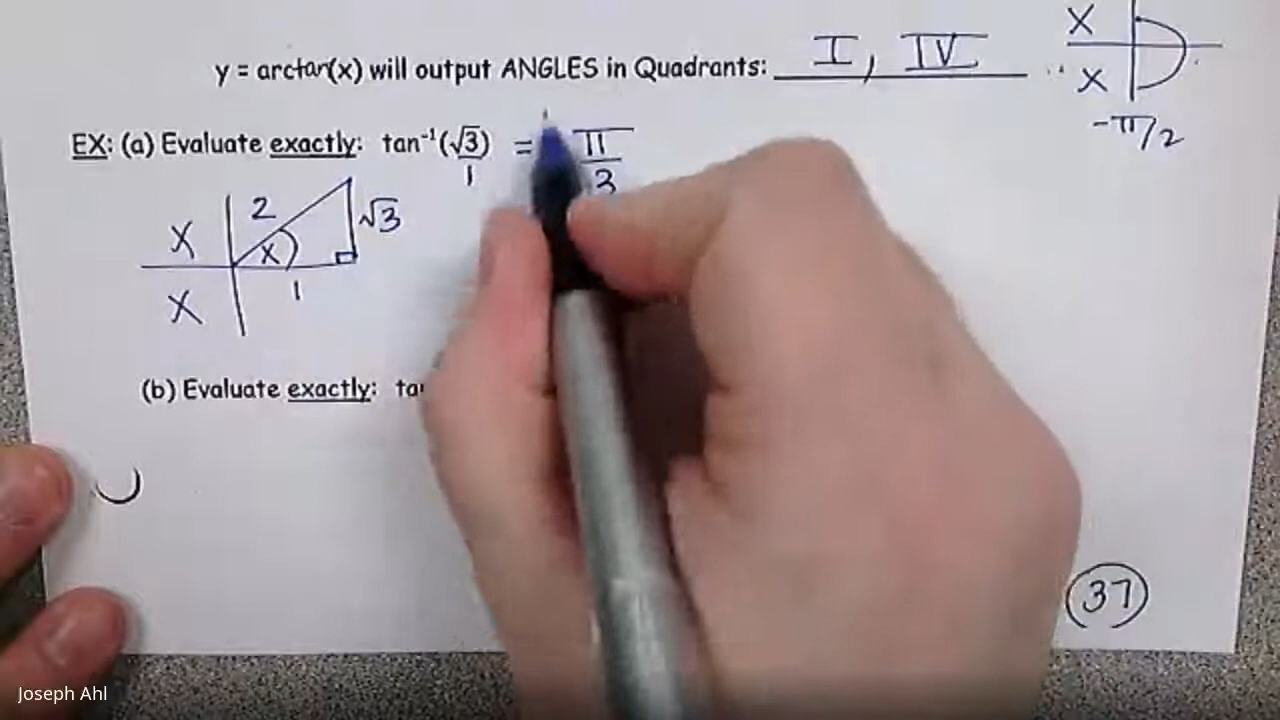 y = arctan(x) will output ANGLES in Quadrants: I, IV
X
X
-π/2
EX: (a) Evaluate exactly: tan⁻¹(√3) = π
1 3
2 √3
X x
1
X
(b) Evaluate exactly:
37
Joseph Ahl